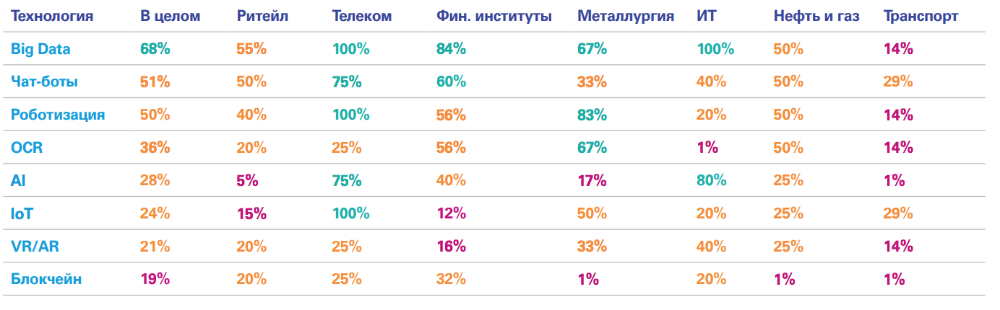 Технология В целом Ритейл Телеком Фин. институты Металлургия ИТ Нефть и газ Транспорт
Big Data 68% 55% 100% 84% 67% 100% 50% 14%
Чат-боты 51% 50% 75% 60% 33% 40% 50% 29%
Роботизация 50% 40% 100% 56% 83% 20% 50% 14%
OCR 36% 20% 25% 56% 67% 1% 50% 14%
AI 28% 5% 75% 40% 17% 80% 25% 1%
IoT 24% 15% 100% 12% 50% 20% 25% 29%
VR/AR 21% 20% 25% 16% 33% 40% 25% 14%
Блокчейн 19% 20% 25% 32% 1% 20% 1% 1%